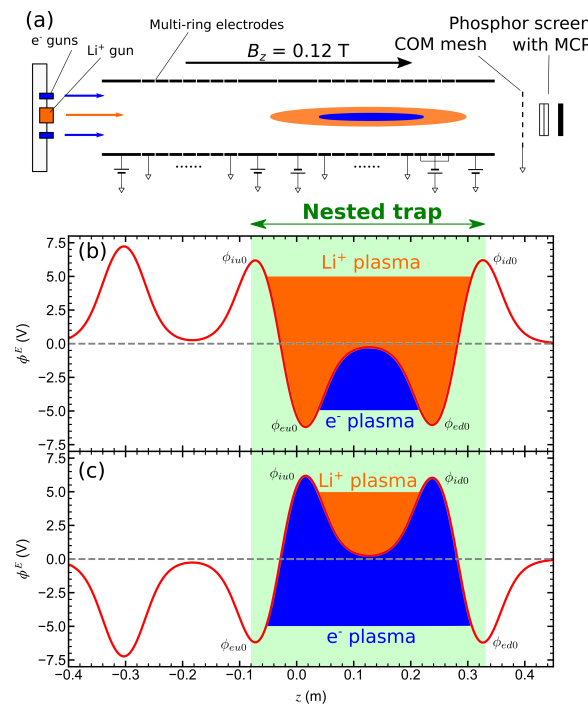 (a)
Multi-ring electrodes
Phosphor screen
with MCP
e⁻ guns
Li⁺ gun
B_z = 0.12 T
COM mesh
Nested trap
(b)
7.5
5.0
2.5
0.0
−2.5
−5.0
−7.5
ϕ^E (V)
ϕ_iu0
ϕ_id0
Li⁺ plasma
e⁻ plasma
ϕ_eu0
ϕ_ed0
(c)
7.5
5.0
2.5
0.0
−2.5
−5.0
−7.5
ϕ^E (V)
ϕ_iu0
ϕ_id0
Li⁺ plasma
e⁻ plasma
ϕ_eu0
ϕ_ed0
−0.4 −0.3 −0.2 −0.1 0.0 0.1 0.2 0.3 0.4
z (m)